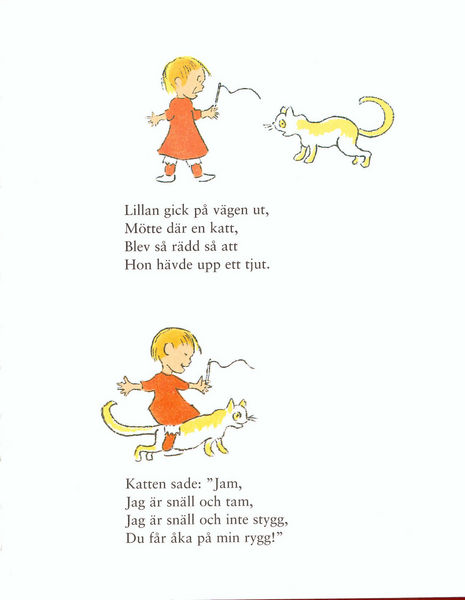 Lillan gick på vägen ut,
Mötte där en katt,
Blev så rädd så att
Hon hävde upp ett tjut.
Katten sade: ”Jam,
Jag är snäll och tam,
Jag är snäll och inte stygg,
Du får åka på min rygg!”